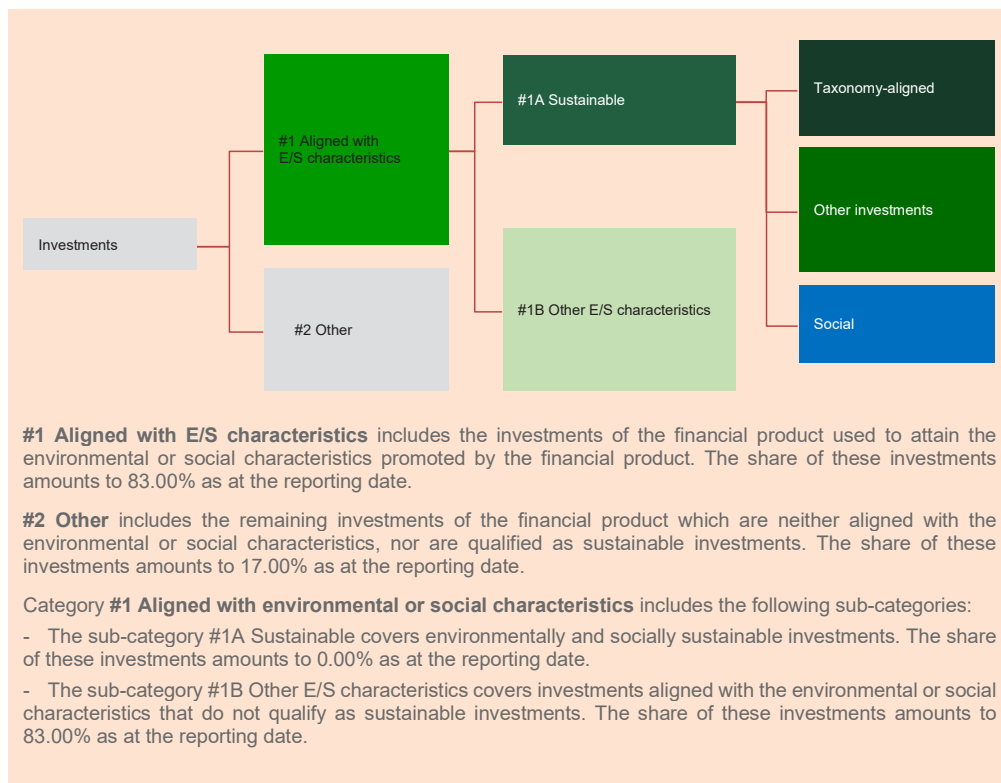 Taxonomy-aligned
#1A Sustainable
#1 Aligned with
E/S characteristics
Other investments
Investments
#1B Other E/S characteristics
Social
#2 Other
#1 Aligned with E/S characteristics includes the investments of the financial product used to attain the
environmental or social characteristics promoted by the financial product. The share of these investments
amounts to 83.00% as at the reporting date.
#2 Other includes the remaining investments of the financial product which are neither aligned with the
environmental or social characteristics, nor are qualified as sustainable investments. The share of these
investments amounts to 17.00% as at the reporting date.
Category #1 Aligned with environmental or social characteristics includes the following sub-categories:
- The sub-category #1A Sustainable covers environmentally and socially sustainable investments. The share
of these investments amounts to 0.00% as at the reporting date.
- The sub-category #1B Other E/S characteristics covers investments aligned with the environmental or social
characteristics that do not qualify as sustainable investments. The share of these investments amounts to
83.00% as at the reporting date.